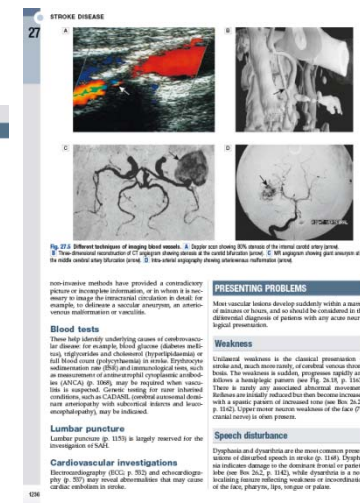 STROKE DISEASE
27
A
B
C
D
Fig. 27.5 Different techniques of imaging blood vessels. A Doppler scan showing 80% stenosis of the internal carotid artery (arrow).
B Three-dimensional reconstruction of CT angiogram showing stenosis at the carotid bifurcation (arrow). C MR angiogram showing giant aneurysm at
the middle cerebral artery bifurcation (arrow). D Intra-arterial angiography showing arteriovenous malformation (arrow).
non-invasive methods have provided a contradictory
picture or incomplete information, or in whom it is nec-
essary to image the intracranial circulation in detail: for
example, to delineate a saccular aneurysm, an arterio-
venous malformation or vasculitis.
Blood tests
These help identify underlying causes of cerebrovascu-
lar disease: for example, blood glucose (diabetes melli-
tus), triglycerides and cholesterol (hyperlipidaemia) or
full blood count (polycythaemia) in stroke. Erythrocyte
sedimentation rate (ESR) and immunological tests, such
as measurement of antineutrophil cytoplasmic antibod-
ies (ANCA) (p. 1068), may be required when vascu-
litis is suspected. Genetic testing for rarer inherited
conditions, such as CADASIL (cerebral autosomal domi-
nant arteriopathy with subcortical infarcts and leuco-
encephalopathy), may be indicated.
Lumbar puncture
Lumbar puncture (p. 1153) is largely reserved for the
investigation of SAH.
Cardiovascular investigations
Electrocardiography (ECG; p. 532) and echocardiogra-
phy (p. 537) may reveal abnormalities that may cause
cardiac embolism in stroke.
1236
PRESENTING PROBLEMS
Most vascular lesions develop suddenly within a matt
of minutes or hours, and so should be considered in th
differential diagnosis of patients with any acute neur
logical presentation.
Weakness
Unilateral weakness is the classical presentation
stroke and, much more rarely, of cerebral venous throm
bosis. The weakness is sudden, progresses rapidly an
follows a hemiplegic pattern (see Fig. 26.18, p. 1162
There is rarely any associated abnormal movemen
Reflexes are initially reduced but then become increase
with a spastic pattern of increased tone (see Box 26.2
p. 1162). Upper motor neuron weakness of the face (7
cranial nerve) is often present.
Speech disturbance
Dysphasia and dysarthria are the most common prese
tations of disturbed speech in stroke (p. 1168). Dyspha
sia indicates damage to the dominant frontal or pariet
lobe (see Box 26.2, p. 1142), while dysarthria is a no
localising feature reflecting weakness or incoordinati
of the face, pharynx, lips, tongue or palate.